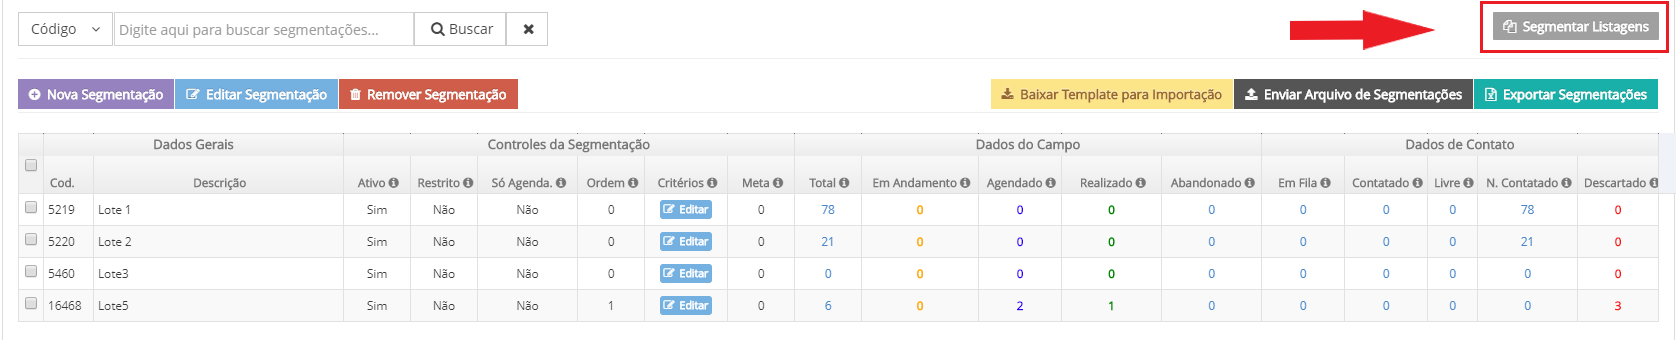 Código Digite aqui para buscar segmentações... Buscar Segmentar Listagens
Nova Segmentação Editar Segmentação Remover Segmentação Baixar Template para Importação Enviar Arquivo de Segmentações Exportar Segmentações
Dados Gerais Controles da Segmentação Dados do Campo Dados de Contato
Cod. Descrição Ativo Restrito Só Agenda. Ordem Critérios Meta Total Em Andamento Agendado Realizado Abandonado Em Fila Contatado Livre N. Contatado Descartado
5219 Lote 1 Sim Não Não 0 Editar 0 78 0 0 0 0 0 0 0 78 0
5220 Lote 2 Sim Não Não 0 Editar 0 21 0 0 0 0 0 0 0 21 0
5460 Lote3 Sim Não Não 0 Editar 0 0 0 0 0 0 0 0 0 0 0
16468 Lote5 Sim Não Não 1 Editar 0 6 0 2 1 0 0 0 0 0 3